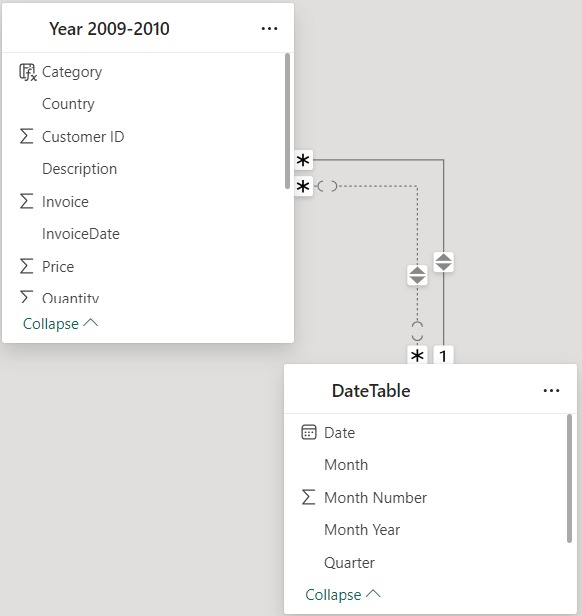 Year 2009-2010
Category
Country
Customer ID
Description
Invoice
InvoiceDate
Price
Quantity
Collapse
*
*
* 1
DateTable
Date
Month
Month Number
Month Year
Quarter
Collapse